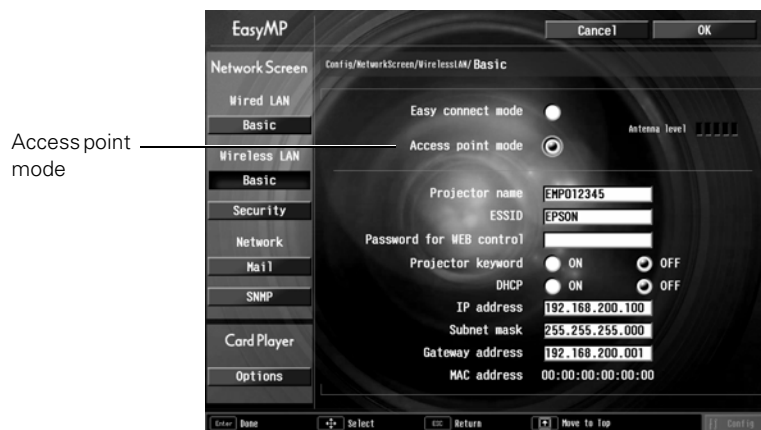 Access point
mode
EasyMP
Cancel
OK
Network Screen
Config/NetworkScreen/WirelessLAN/Basic
Wired LAN
Basic
Wireless LAN
Basic
Security
Network
Mail
SNMP
Card Player
Options
Easy connect mode
Antenna level
Access point mode
Projector name EMP012345
ESSID EPSON
Password for WEB control
Projector keyword ON OFF
DHCP ON OFF
IP address 192.168.200.100
Subnet mask 255.255.255.000
Gateway address 192.168.200.001
MAC address 00:00:00:00:00:00
Enter Done Select ESC Return Move to Top Config